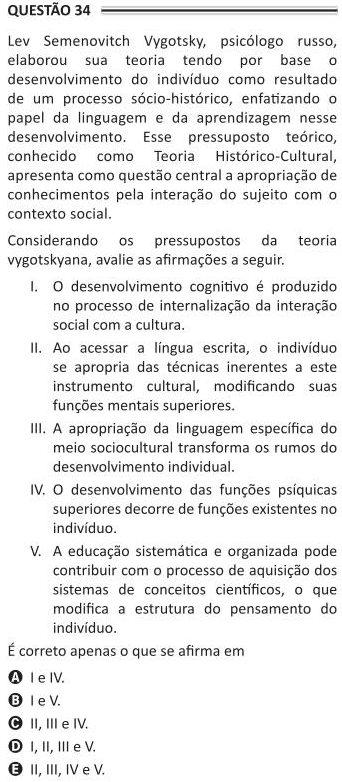 QUESTÃO 34
Lev Semenovitch Vygotsky, psicólogo russo,
elaborou sua teoria tendo por base o
desenvolvimento do indivíduo como resultado
de um processo sócio-histórico, enfatizando o
papel da linguagem e da aprendizagem nesse
desenvolvimento. Esse pressuposto teórico,
conhecido como Teoria Histórico-Cultural,
apresenta como questão central a apropriação de
conhecimentos pela interação do sujeito com o
contexto social.
Considerando os pressupostos da teoria
vygotskyana, avalie as afirmações a seguir.
I. O desenvolvimento cognitivo é produzido
no processo de internalização da interação
social com a cultura.
II. Ao acessar a língua escrita, o indivíduo
se apropria das técnicas inerentes a este
instrumento cultural, modificando suas
funções mentais superiores.
III. A apropriação da linguagem específica do
meio sociocultural transforma os rumos do
desenvolvimento individual.
IV. O desenvolvimento das funções psíquicas
superiores decorre de funções existentes no
indivíduo.
V. A educação sistemática e organizada pode
contribuir com o processo de aquisição dos
sistemas de conceitos científicos, o que
modifica a estrutura do pensamento do
indivíduo.
É correto apenas o que se afirma em
A I e IV.
B I e V.
C II, III e IV.
D I, II, III e V.
E II, III, IV e V.